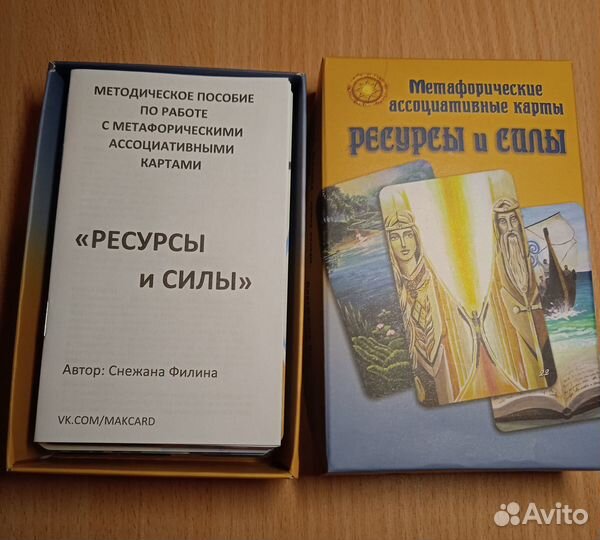 МЕТОДИЧЕСКОЕ ПОСОБИЕ
ПО РАБОТЕ
С МЕТАФОРИЧЕСКИМИ
АССОЦИАТИВНЫМИ
КАРТАМИ
«РЕСУРСЫ
и СИЛЫ»
Автор: Снежана Филина
VK.COM/MAKCARD
Метафорические
ассоциативные карты
РЕСУРСЫ и СИЛЫ
22
Avito